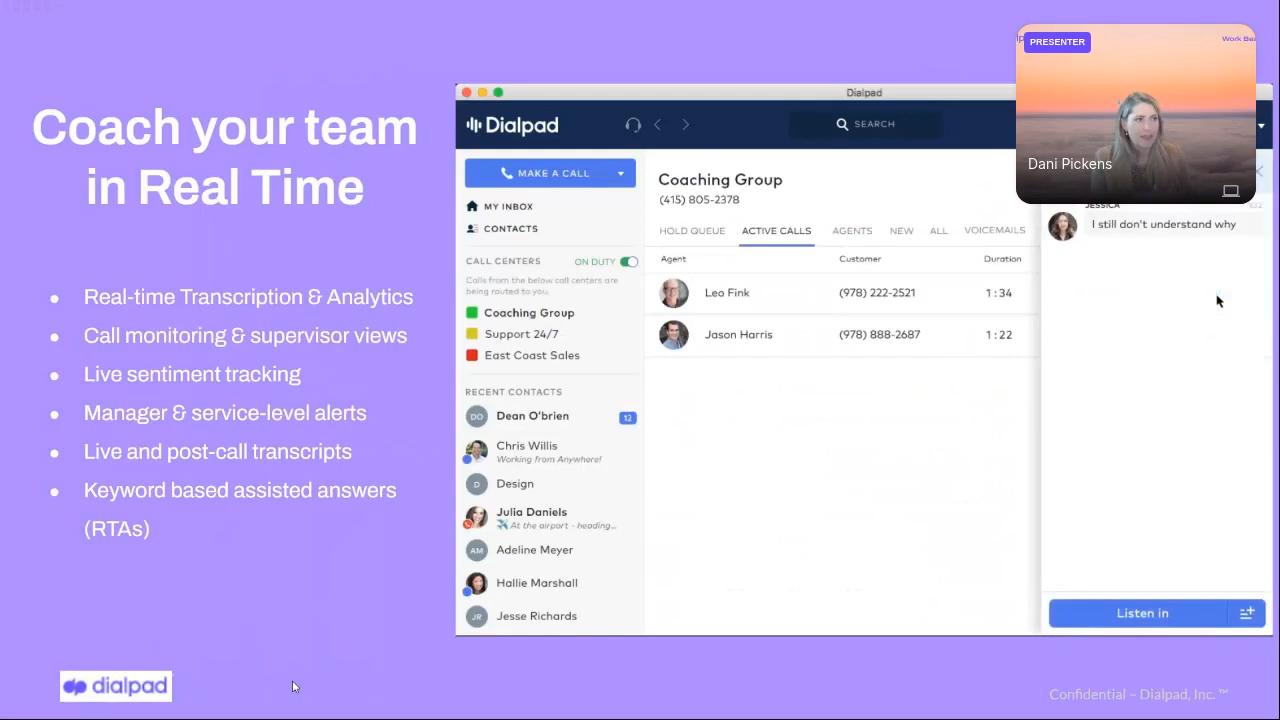 Coach your team
in Real Time
Real-time Transcription & Analytics
Call monitoring & supervisor views
Live sentiment tracking
Manager & service-level alerts
Live and post-call transcripts
Keyword based assisted answers
(RTAs)
dialpad
Dialpad
Dialpad
SEARCH
MAKE A CALL
MY INBOX
CONTACTS
CALL CENTERS ON DUTY
Calls from the below call centers are
being routed to you.
Coaching Group
Support 24/7
East Coast Sales
RECENT CONTACTS
DO Dean O'brien 12
Chris Willis
Working from Anywhere!
D Design
Julia Daniels
At the airport - heading...
AM Adeline Meyer
Hallie Marshall
JR Jesse Richards
Coaching Group
(415) 805-2378
HOLD QUEUE ACTIVE CALLS AGENTS NEW ALL VOICEMAILS
Agent Customer Duration
Leo Fink (978) 222-2521 1:34
Jason Harris (978) 888-2687 1:22
PRESENTER
Work Bea
Dani Pickens
JESSICA
I still don't understand why
Listen in
Confidential – Dialpad, Inc. ™